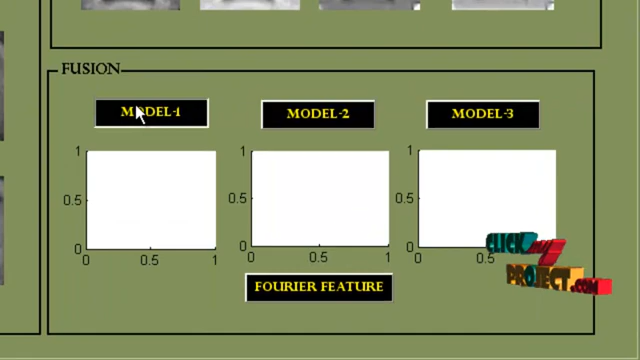 FUSION
MODEL-1 MODEL-2 MODEL-3
1 1 1
0.5 0.5 0.5
0 0 0
0 0.5 1 0 0.5 1 0 0.5
CLICK MY
PROJECT.COM
FOURIER FEATURE